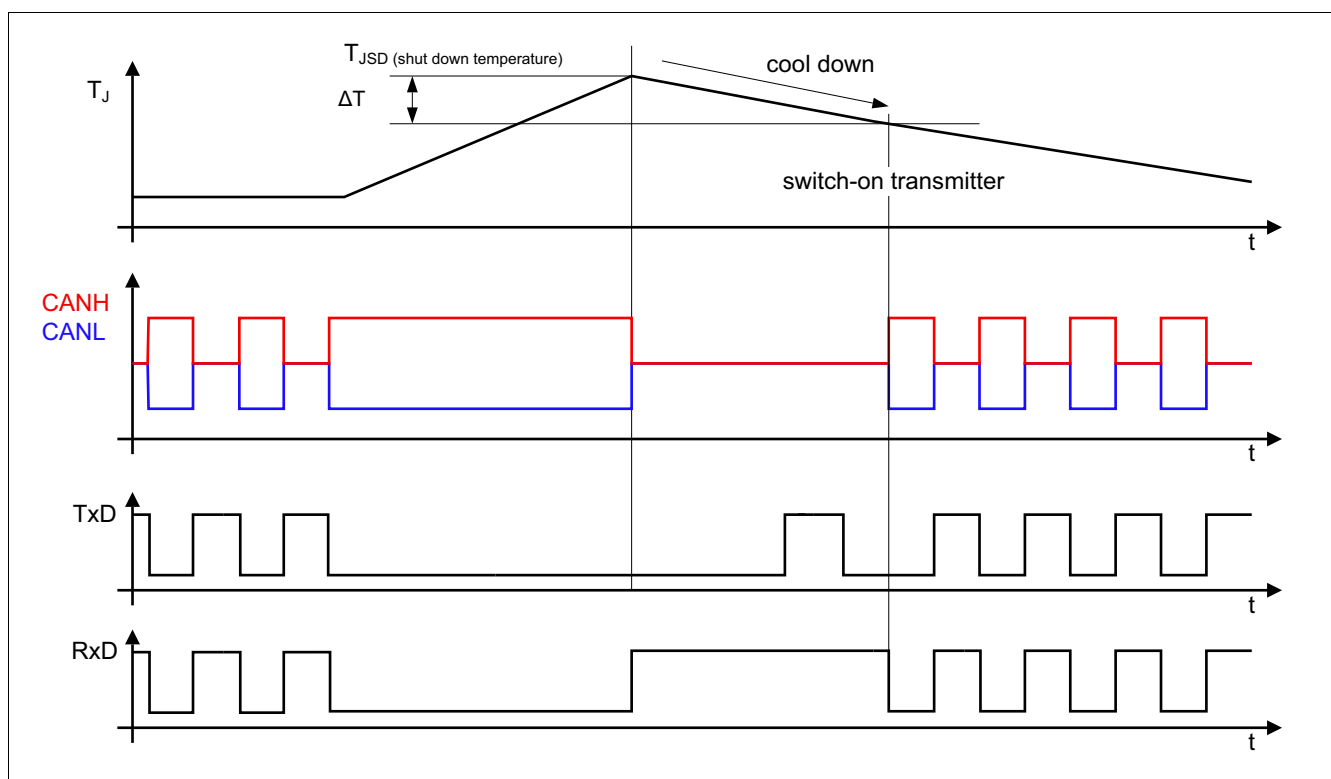 T_JSD (shut down temperature)
cool down
T_J
ΔT
switch-on transmitter
t
CANH
CANL
t
TxD
t
RxD
t